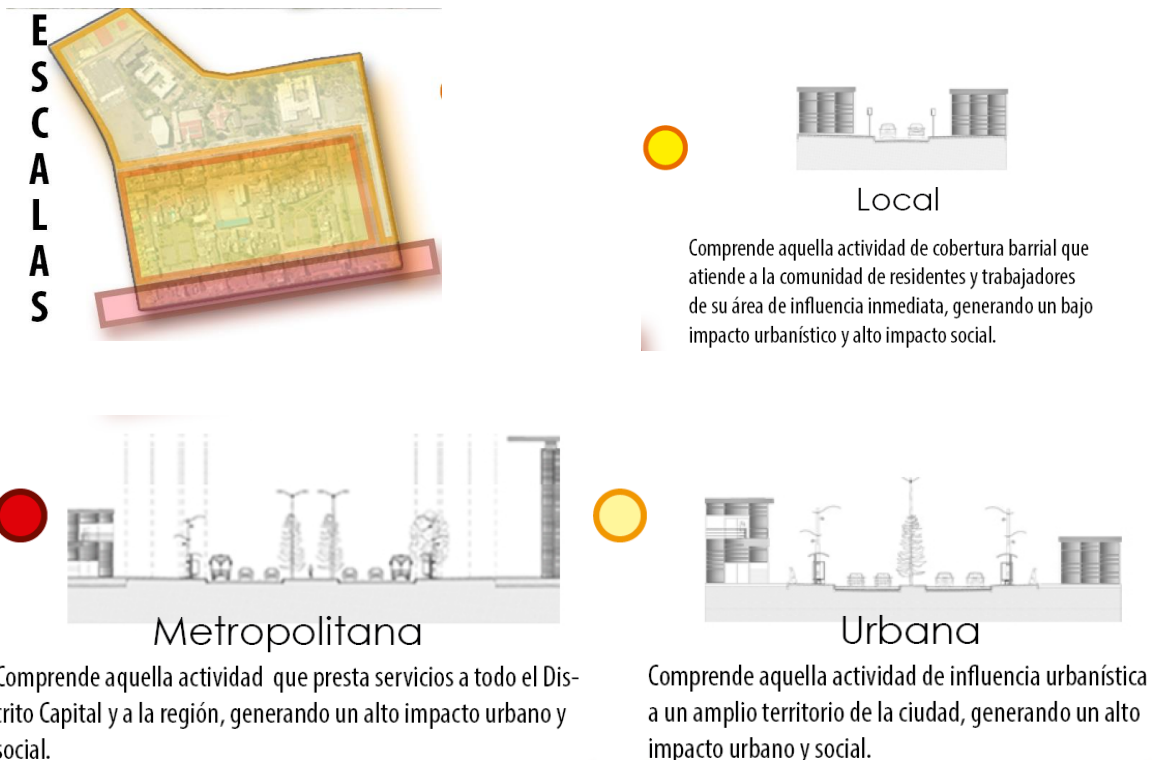 ESCALAS
Local
Comprende aquella actividad de cobertura barrial que
atiende a la comunidad de residentes y trabajadores
de su área de influencia inmediata, generando un bajo
impacto urbanístico y alto impacto social.
Metropolitana
Comprende aquella actividad que presta servicios a todo el Dis-
trito Capital y a la región, generando un alto impacto urbano y
social.
Urbana
Comprende aquella actividad de influencia urbanística
a un amplio territorio de la ciudad, generando un alto
impacto urbano y social.